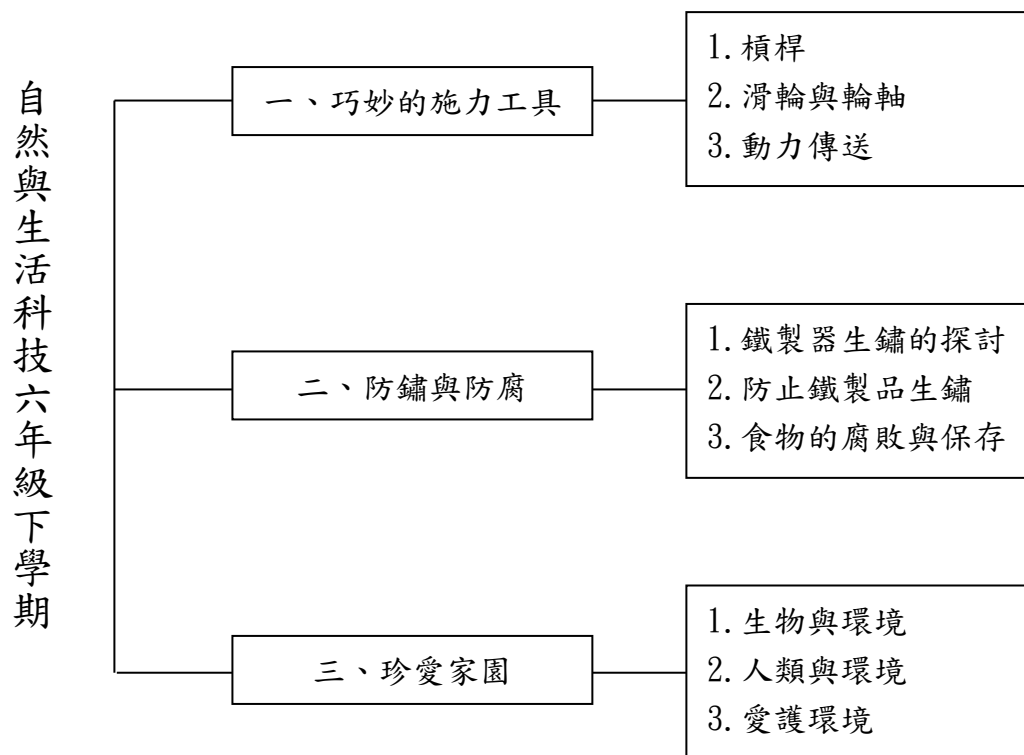 自然與生活科技六年級下學期
一、巧妙的施力工具
1.槓桿
2.滑輪與輪軸
3.動力傳送
二、防鏽與防腐
1.鐵製器生鏽的探討
2.防止鐵製品生鏽
3.食物的腐敗與保存
三、珍愛家園
1.生物與環境
2.人類與環境
3.愛護環境